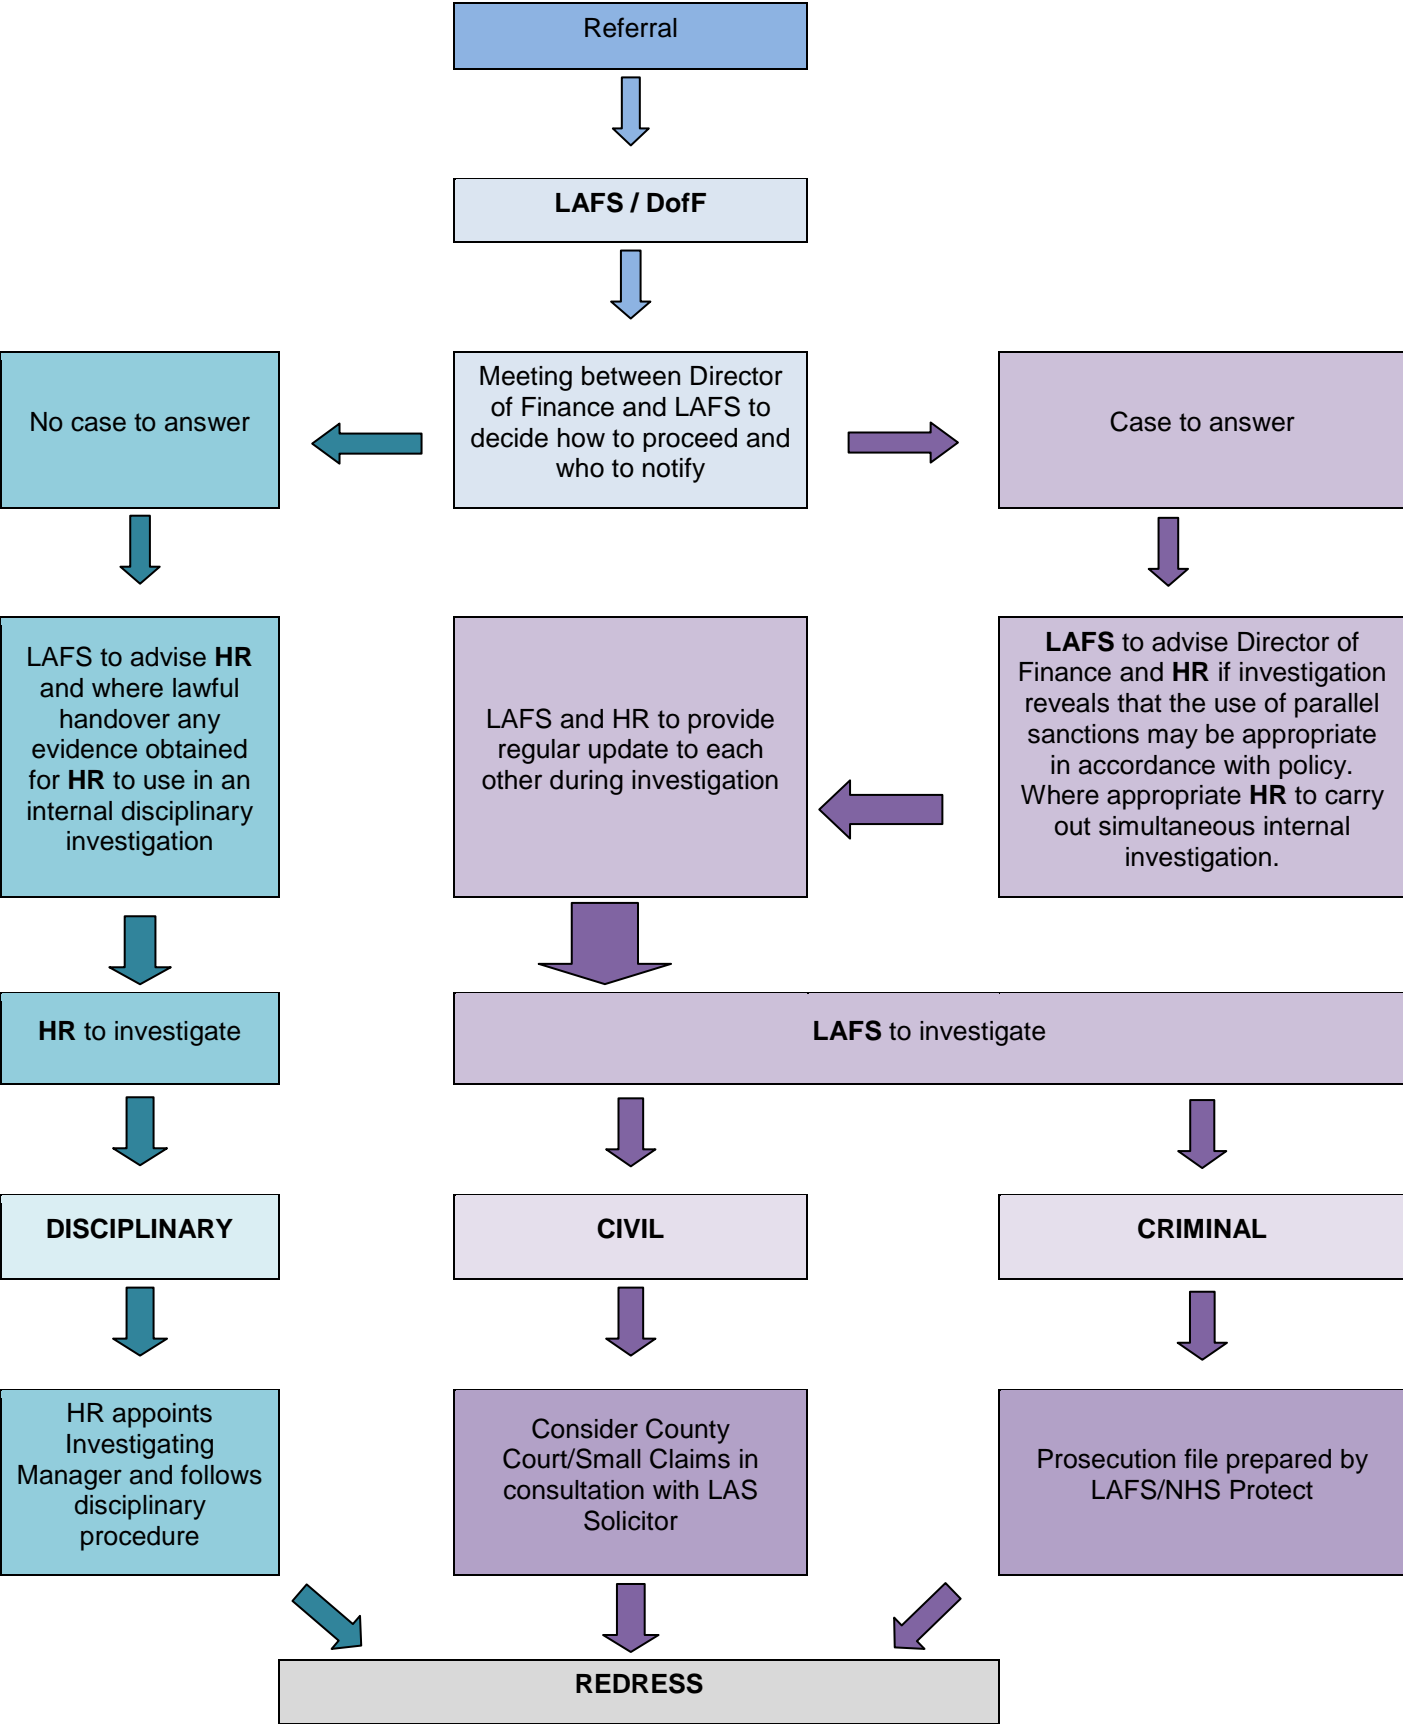 Referral
LAFS / DofF
No case to answer
Meeting between Director
of Finance and LAFS to
decide how to proceed and
who to notify
Case to answer
LAFS to advise HR
and where lawful
handover any
evidence obtained
for HR to use in an
internal disciplinary
investigation
LAFS and HR to provide
regular update to each
other during investigation
LAFS to advise Director of
Finance and HR if investigation
reveals that the use of parallel
sanctions may be appropriate
in accordance with policy.
Where appropriate HR to carry
out simultaneous internal
investigation.
HR to investigate
LAFS to investigate
DISCIPLINARY
CIVIL
CRIMINAL
HR appoints
Investigating
Manager and follows
disciplinary
procedure
Consider County
Court/Small Claims in
consultation with LAS
Solicitor
Prosecution file prepared by
LAFS/NHS Protect
REDRESS